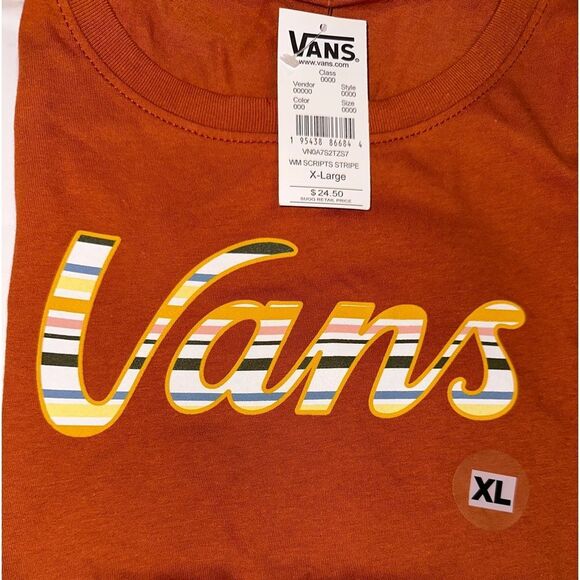 VANS
www.vans.com
Class
0000
Vendor Style
00000 0000
Color Size
000 0000
1 95438 86684 4
VN0A7S2TZS7
WM SCRIPTS STRIPE
X-Large
$24.50
SUGG RETAIL PRICE
Vans
XL